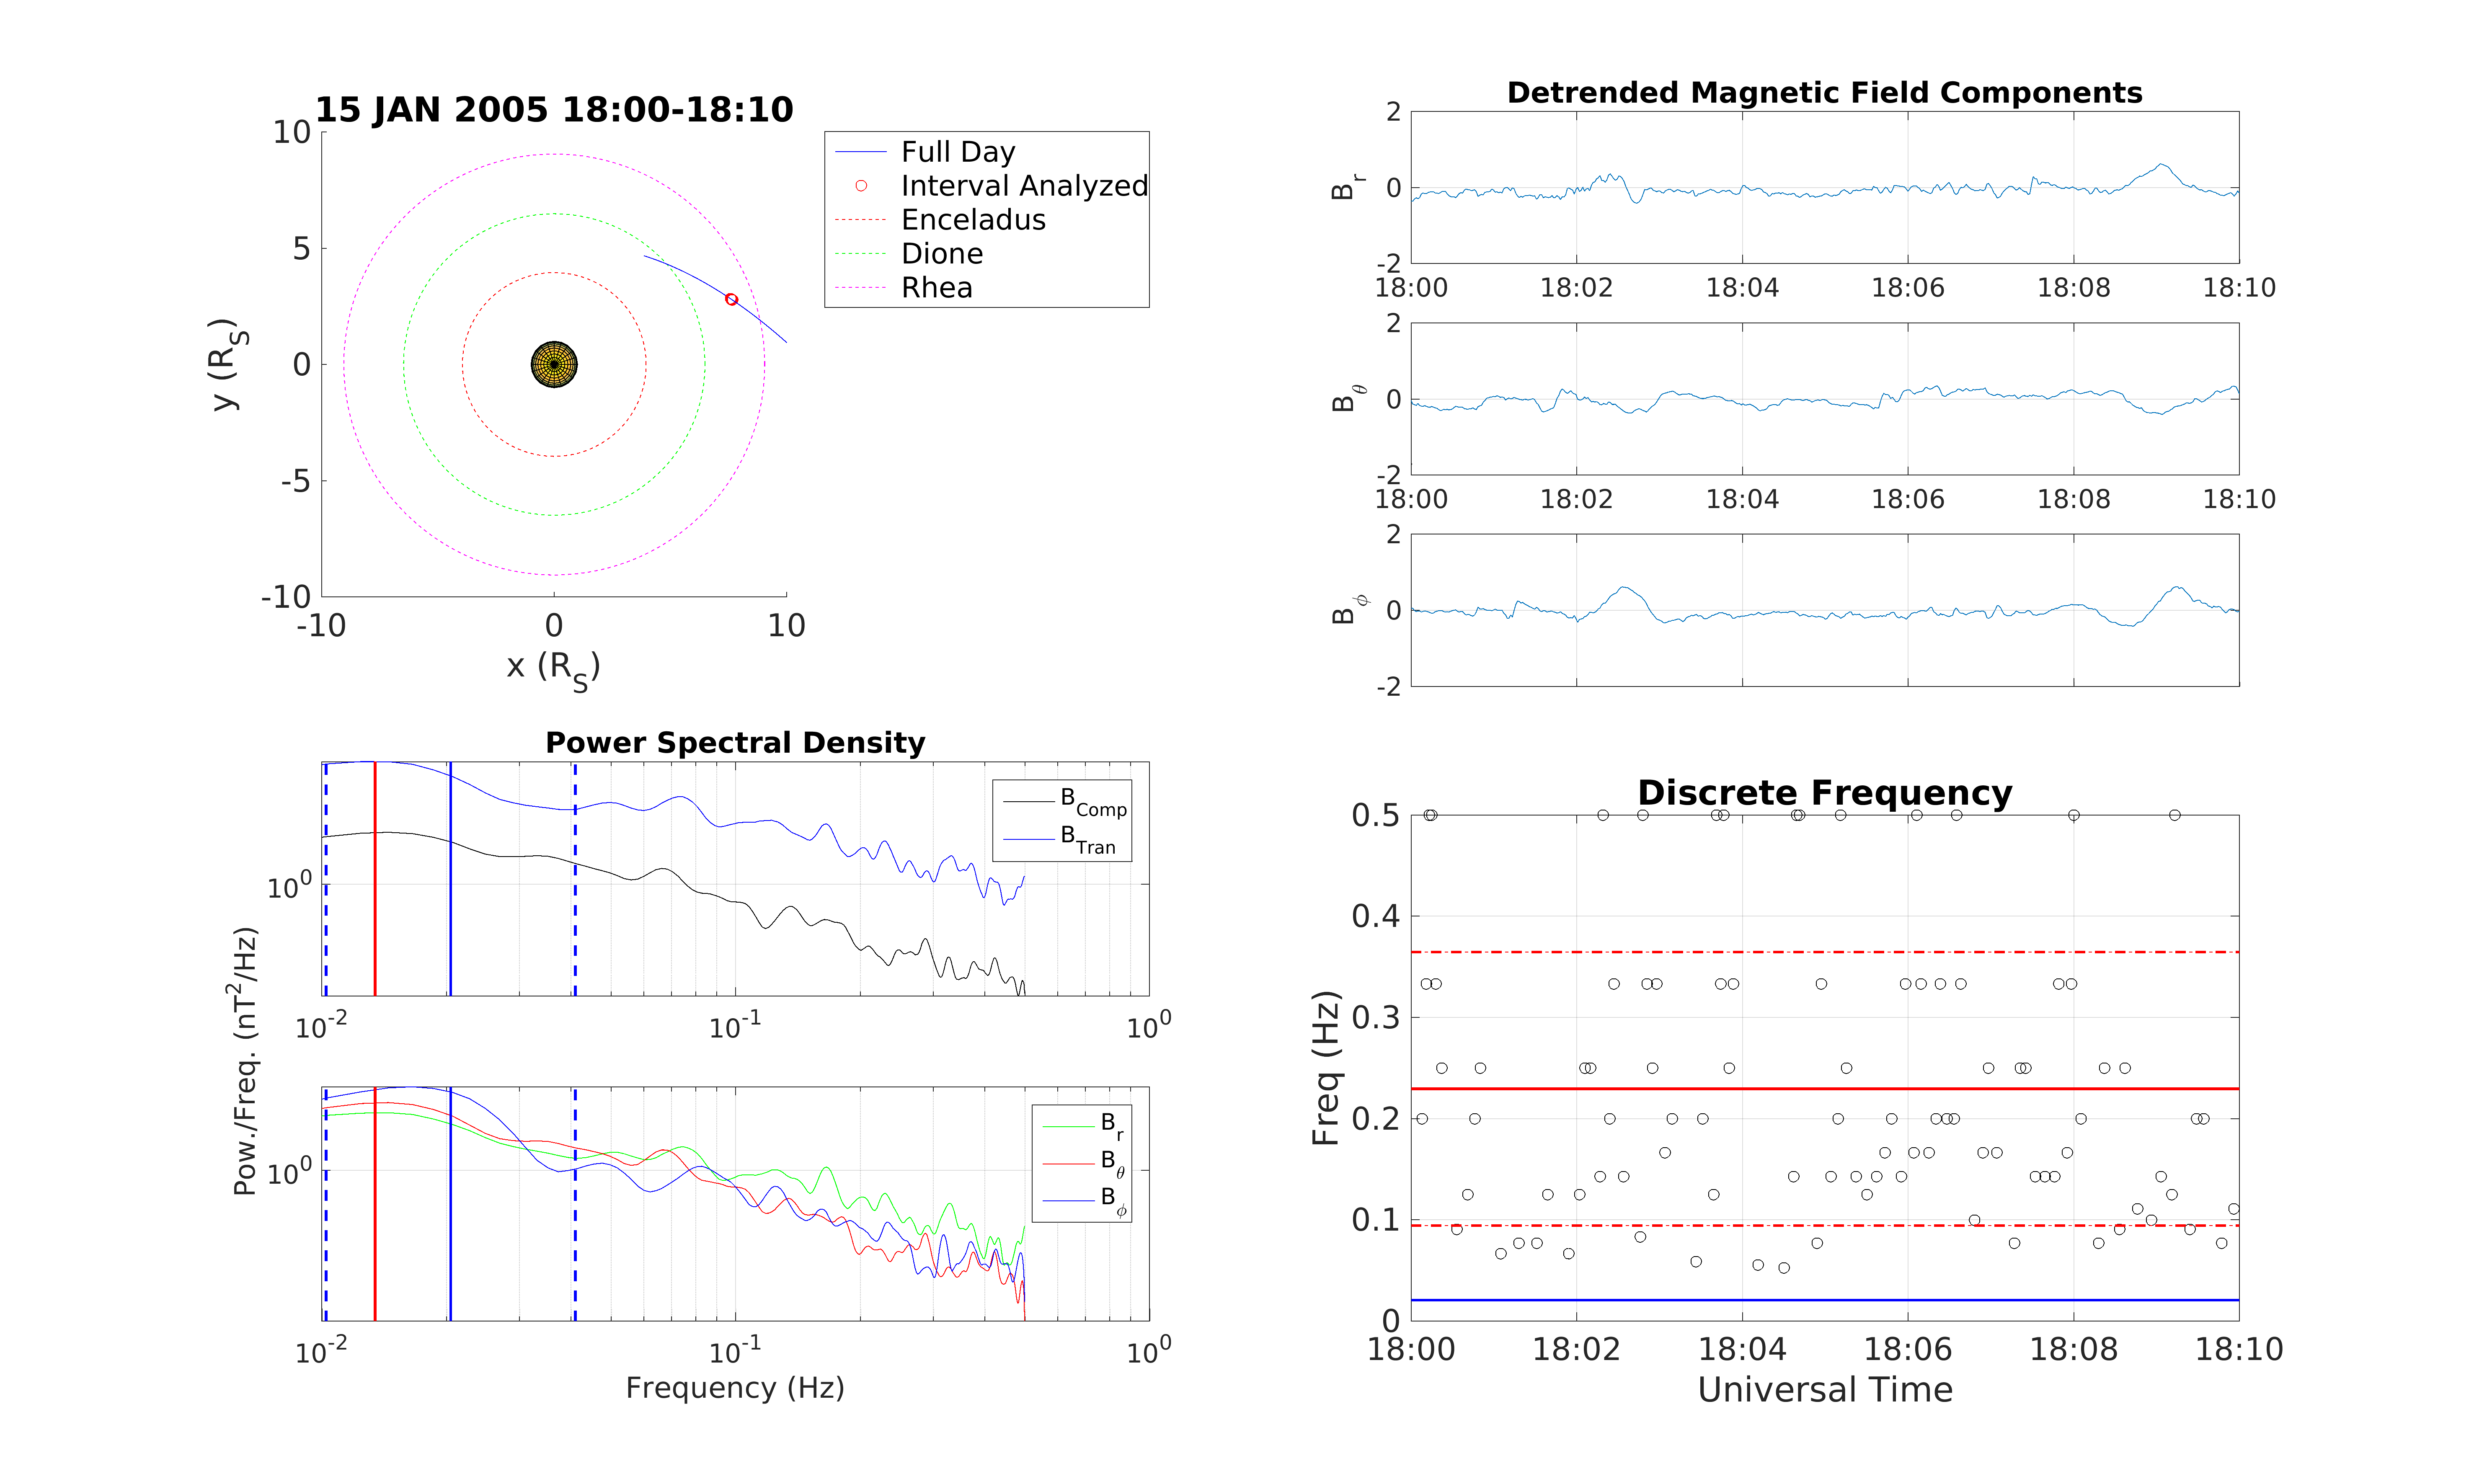 15 JAN 2005 18:00-18:10
10
5
0
-5
-10
-10
0
10
y (R_S)
x (R_S)
Full Day
Interval Analyzed
Enceladus
Dione
Rhea
Detrended Magnetic Field Components
B_r
2
0
-2
18:00
18:02
18:04
18:06
18:08
18:10
B_θ
2
0
-2
18:00
18:02
18:04
18:06
18:08
18:10
B_ϕ
2
0
-2
Power Spectral Density
B_Comp
B_Tran
10^0
10^-2
10^-1
10^0
Pow./Freq. (nT^2/Hz)
B_r
B_θ
B_ϕ
10^0
10^-2
10^-1
10^0
Frequency (Hz)
Discrete Frequency
0.5
0.4
0.3
0.2
0.1
0
Freq (Hz)
18:00
18:02
18:04
18:06
18:08
18:10
Universal Time